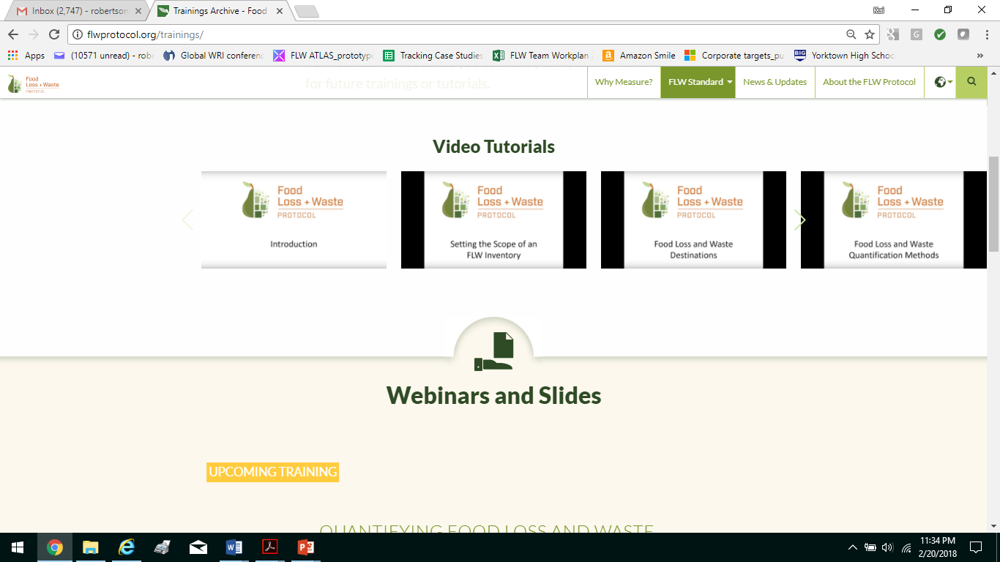 Inbox (2,747) - robertson
Trainings Archive - Food
Kai
flwprotocol.org/trainings/
Apps
(10571 unread) - robe
Global WRI conferenc
FLW ATLAS_prototype
Tracking Case Studies
FLW Team Workplan
Amazon Smile
Corporate targets_pu
BIG
Yorktown High Schoo
»
Food
Loss + Waste
PROTOCOL
for future trainings or tutorials.
Why Measure?
FLW Standard
News & Updates
About the FLW Protocol
Video Tutorials
Food
Loss + Waste
PROTOCOL
Introduction
Food
Loss + Waste
PROTOCOL
Setting the Scope of an
FLW Inventory
Food
Loss + Waste
PROTOCOL
Food Loss and Waste
Destinations
Food
Loss + Waste
PROTOCOL
Food Loss and Waste
Quantification Methods
Webinars and Slides
UPCOMING TRAINING
QUANTIFYING FOOD LOSS AND WASTE
11:34 PM
2/20/2018